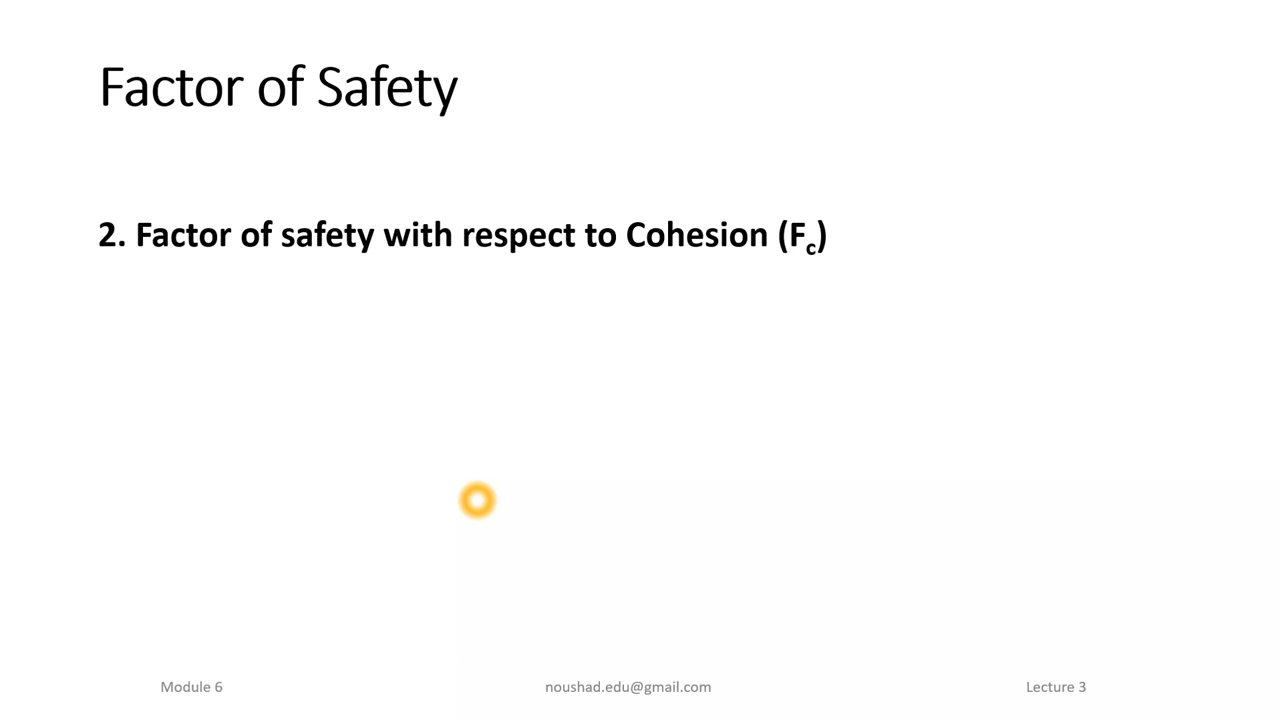 Factor of Safety
2. Factor of safety with respect to Cohesion (Fc)
Module 6
noushad.edu@gmail.com
Lecture 3